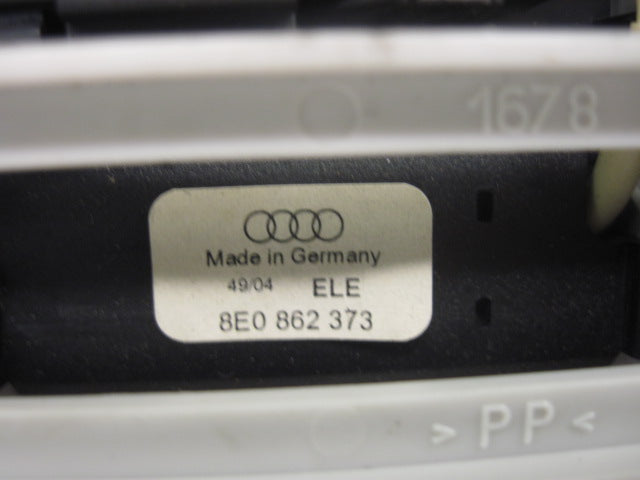 1678
Made in Germany
49/04 ELE
8E0 862 373
>PP<